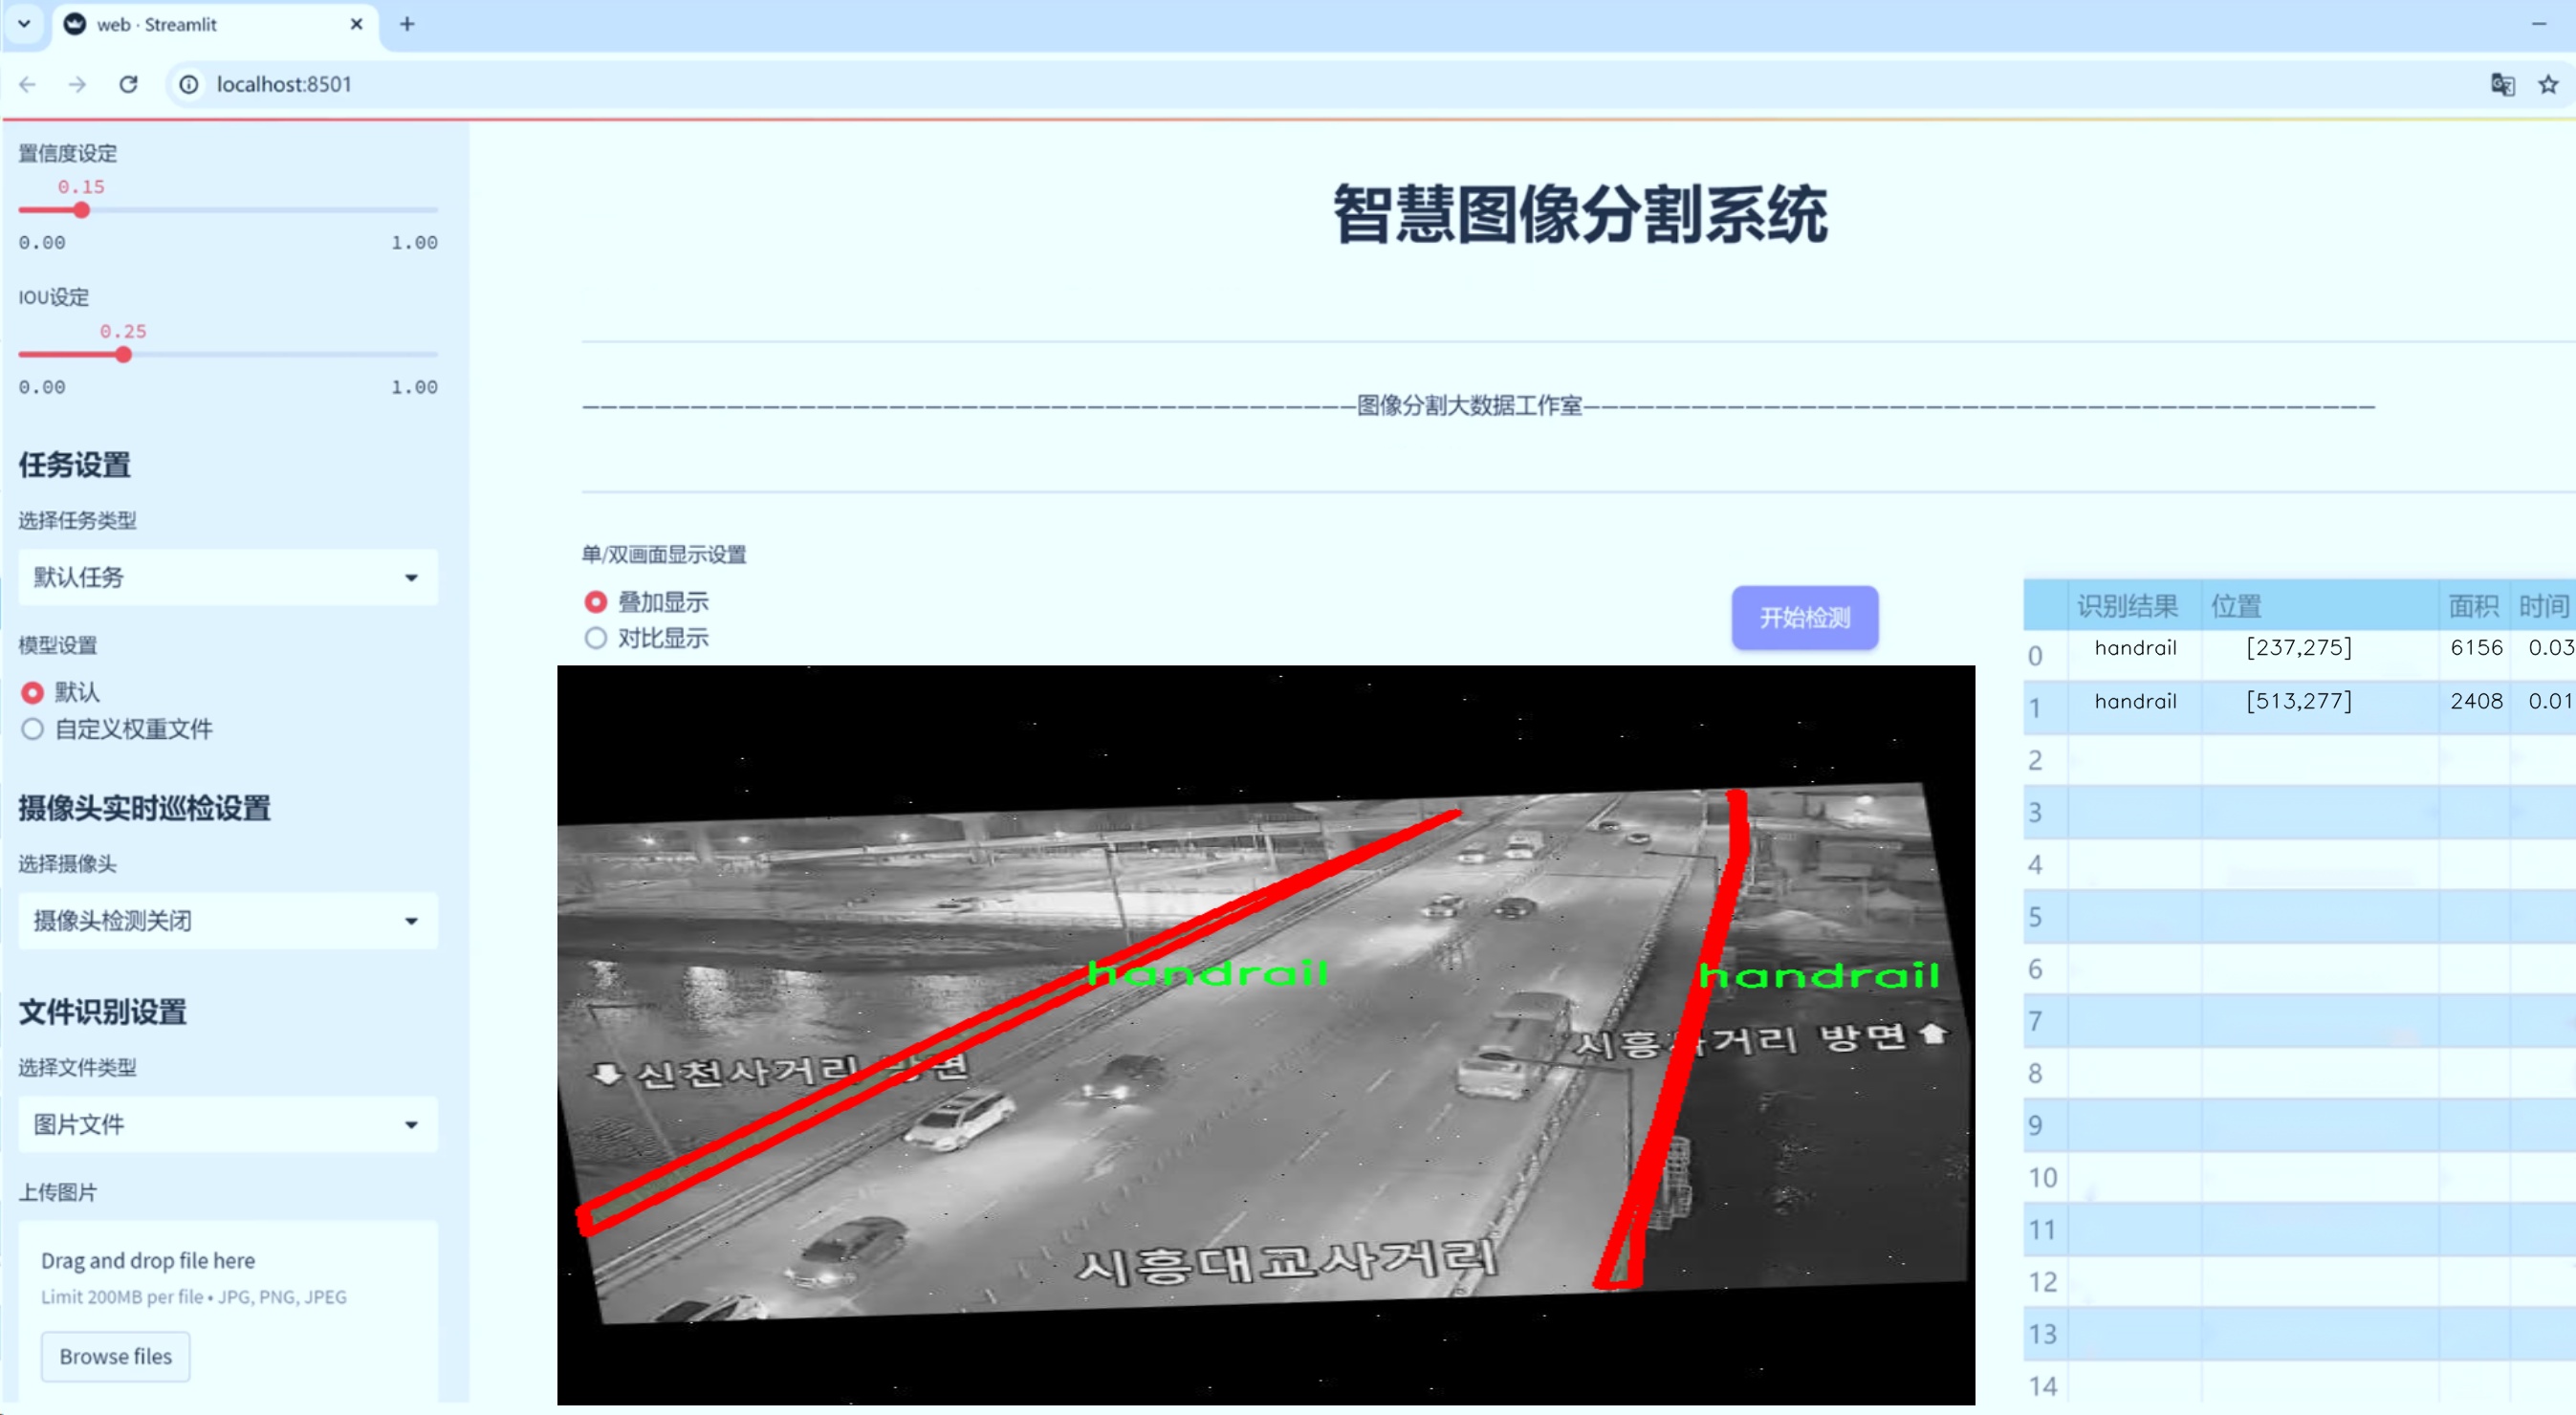 web · Streamlit
localhost:8501
置信度设定
0.15
0.00 1.00
IOU设定
0.25
0.00 1.00
任务设置
选择任务类型
默认任务
模型设置
默认
自定义权重文件
摄像头实时巡检设置
选择摄像头
摄像头检测关闭
文件识别设置
选择文件类型
图片文件
上传图片
Drag and drop file here
Limit 200MB per file • JPG, PNG, JPEG
Browse files
智慧图像分割系统
图像分割大数据工作室
单/双画面显示设置
叠加显示
对比显示
开始检测
handrail
handrail
신천사거리 방면
시흥사거리 방면
시흥대교사거리
识别结果 位置 面积 时间
0 handrail [237,275] 6156 0.03
1 handrail [513,277] 2408 0.01
2
3
4
5
6
7
8
9
10
11
12
13
14